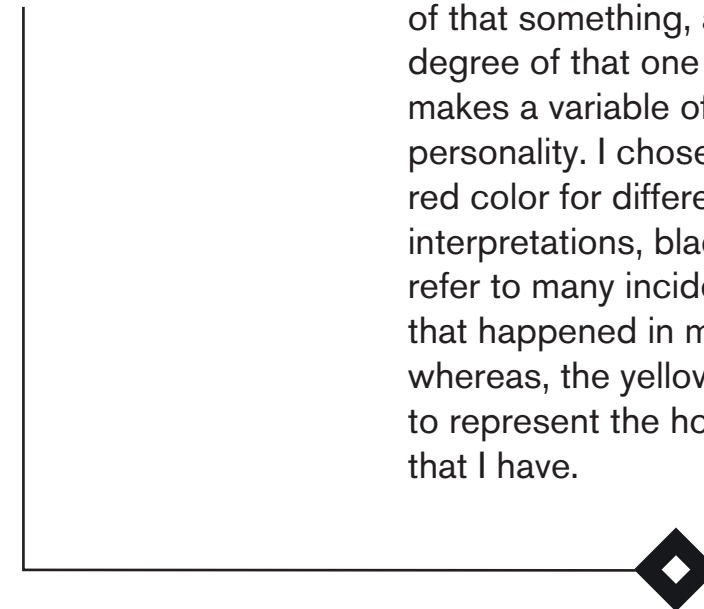 of that something,
degree of that one
makes a variable of
personality. I chose
red color for
interpretations,
refer to many
that happened in
whereas, the
to represent the
that I have.